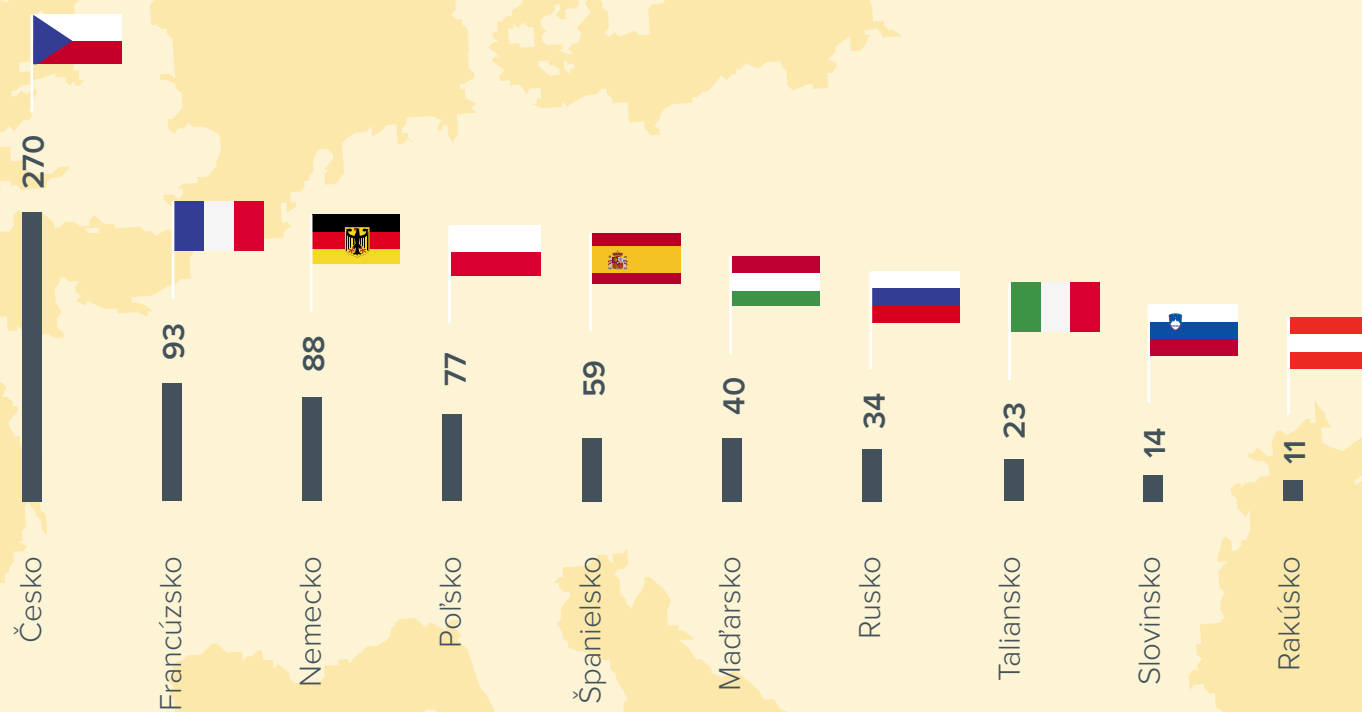 270
93
88
77
59
40
34
23
14
11
Česko
Francúzsko
Nemecko
Poľsko
Španielsko
Maďarsko
Rusko
Taliansko
Slovinsko
Rakúsko